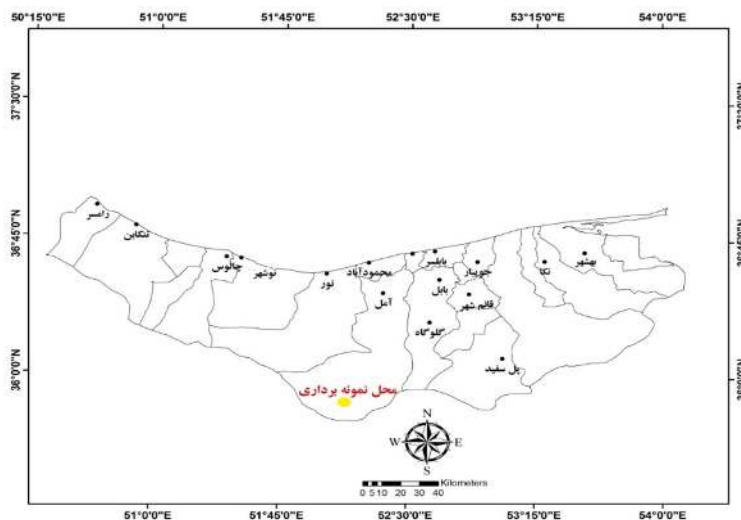 50°15'0"E 51°0'0"E 51°45'0"E 52°30'0"E 53°15'0"E 54°0'0"E
37°30'0"N
36°45'0"N
36°0'0"N
رامسر
تنکابن
چالوس
نوشهر
نور
محمودآباد
بابلسر
جویبار
نکا
بهشهر
آمل
بابل
قائم شهر
گلوگاه
پل سفید
محل نمونه برداری
N
W E
S
Kilometers
0 5 10 20 30 40
51°0'0"E 51°45'0"E 52°30'0"E 53°15'0"E 54°0'0"E